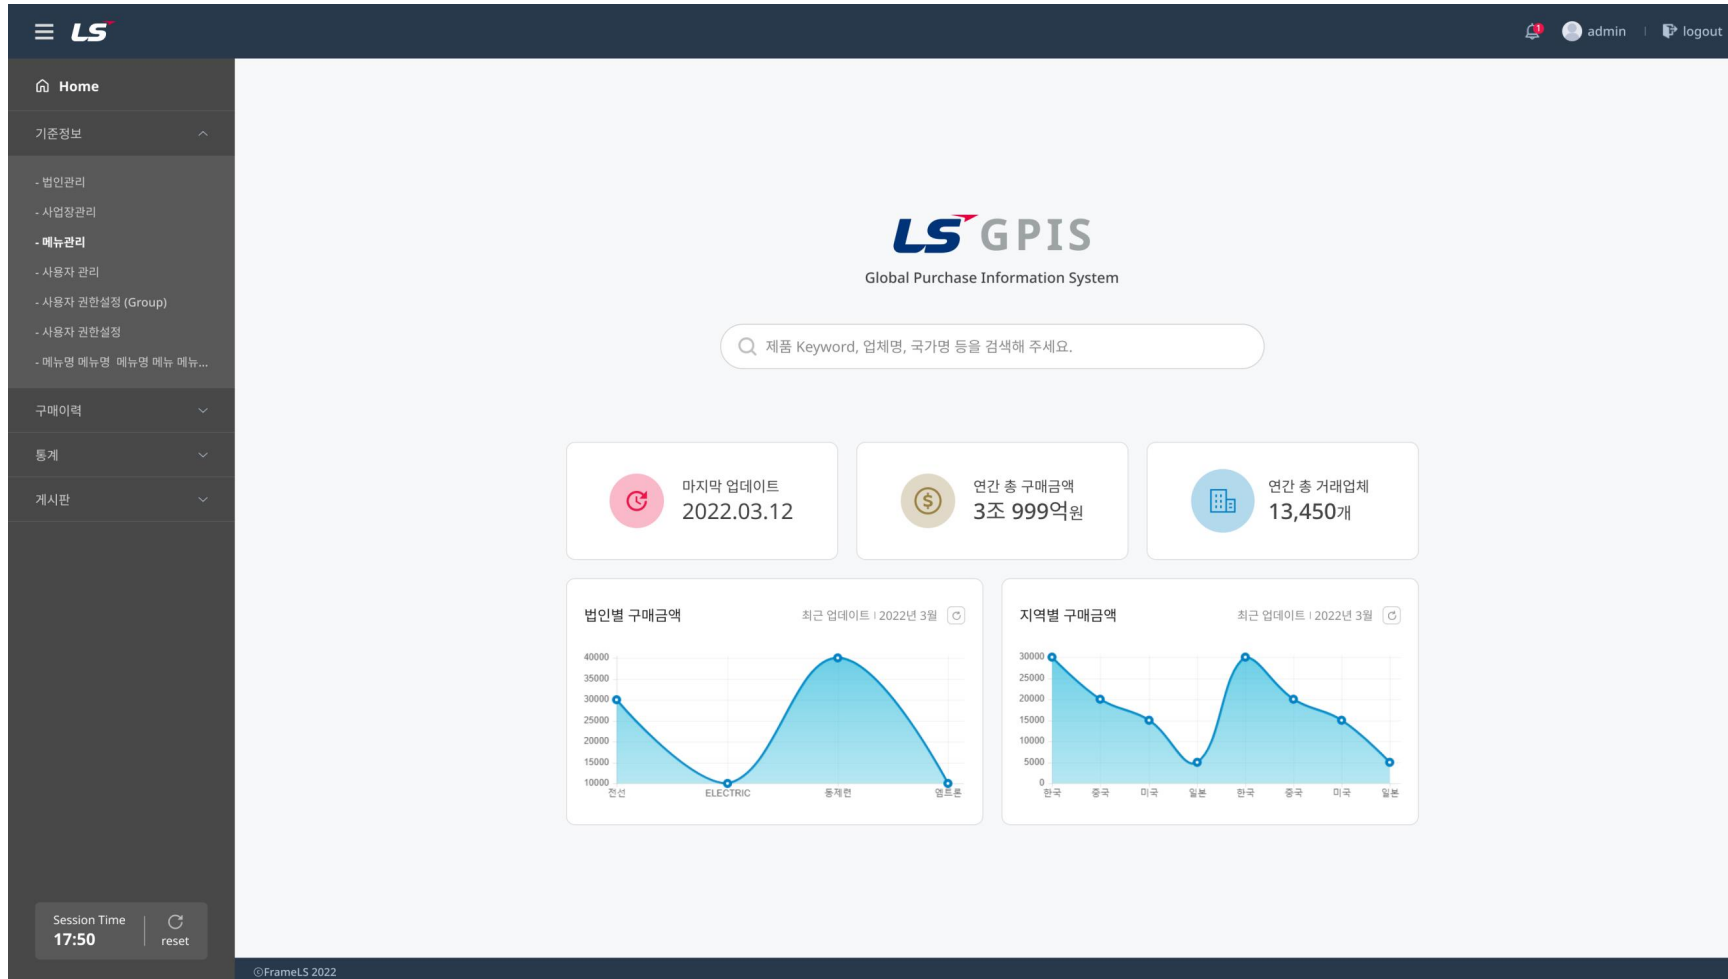 LS
1
admin
logout
Home
기준정보
- 법인관리
- 사업장관리
- 메뉴관리
- 사용자 관리
- 사용자 권한설정 (Group)
- 사용자 권한설정
- 메뉴명 메뉴명 메뉴명 메뉴 메뉴...
구매이력
통계
게시판
Session Time
17:50
reset
LS GPIS
Global Purchase Information System
제품 Keyword, 업체명, 국가명 등을 검색해 주세요.
마지막 업데이트
2022.03.12
연간 총 구매금액
3조 999억원
연간 총 거래업체
13,450개
법인별 구매금액
최근 업데이트 | 2022년 3월
40000
35000
30000
25000
20000
15000
10000
전선 ELECTRIC 동제련 엠트론
지역별 구매금액
최근 업데이트 | 2022년 3월
30000
25000
20000
15000
10000
5000
0
한국 중국 미국 일본 한국 중국 미국 일본
©FrameLS 2022